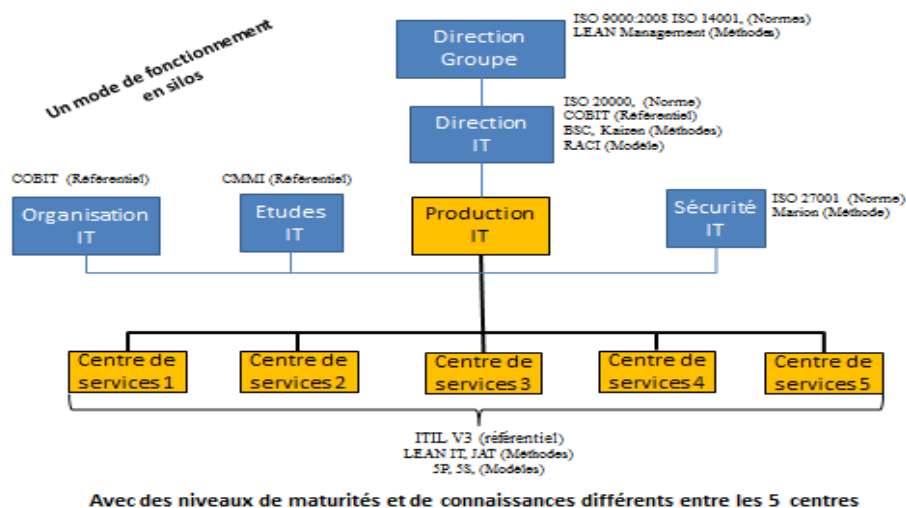 Un mode de fonctionnement
en silos
Direction
Groupe
ISO 9000:2008 ISO 14001, (Normes)
LEAN Management (Méthodes)
Direction
IT
ISO 20000, (Norme)
COBIT (Référentiel)
BSC, Kaizen (Méthodes)
RACI (Modèle)
COBIT (Référentiel)
Organisation
IT
CMMI (Référentiel)
Etudes
IT
Production
IT
Sécurité
IT
ISO 27001 (Norme)
Marion (Méthode)
Centre de
services 1
Centre de
services 2
Centre de
services 3
Centre de
services 4
Centre de
services 5
ITIL V3 (référentiel)
LEAN IT, JAT (Méthodes)
5P, 5S, (Modèles)
Avec des niveaux de maturités et de connaissances différents entre les 5 centres